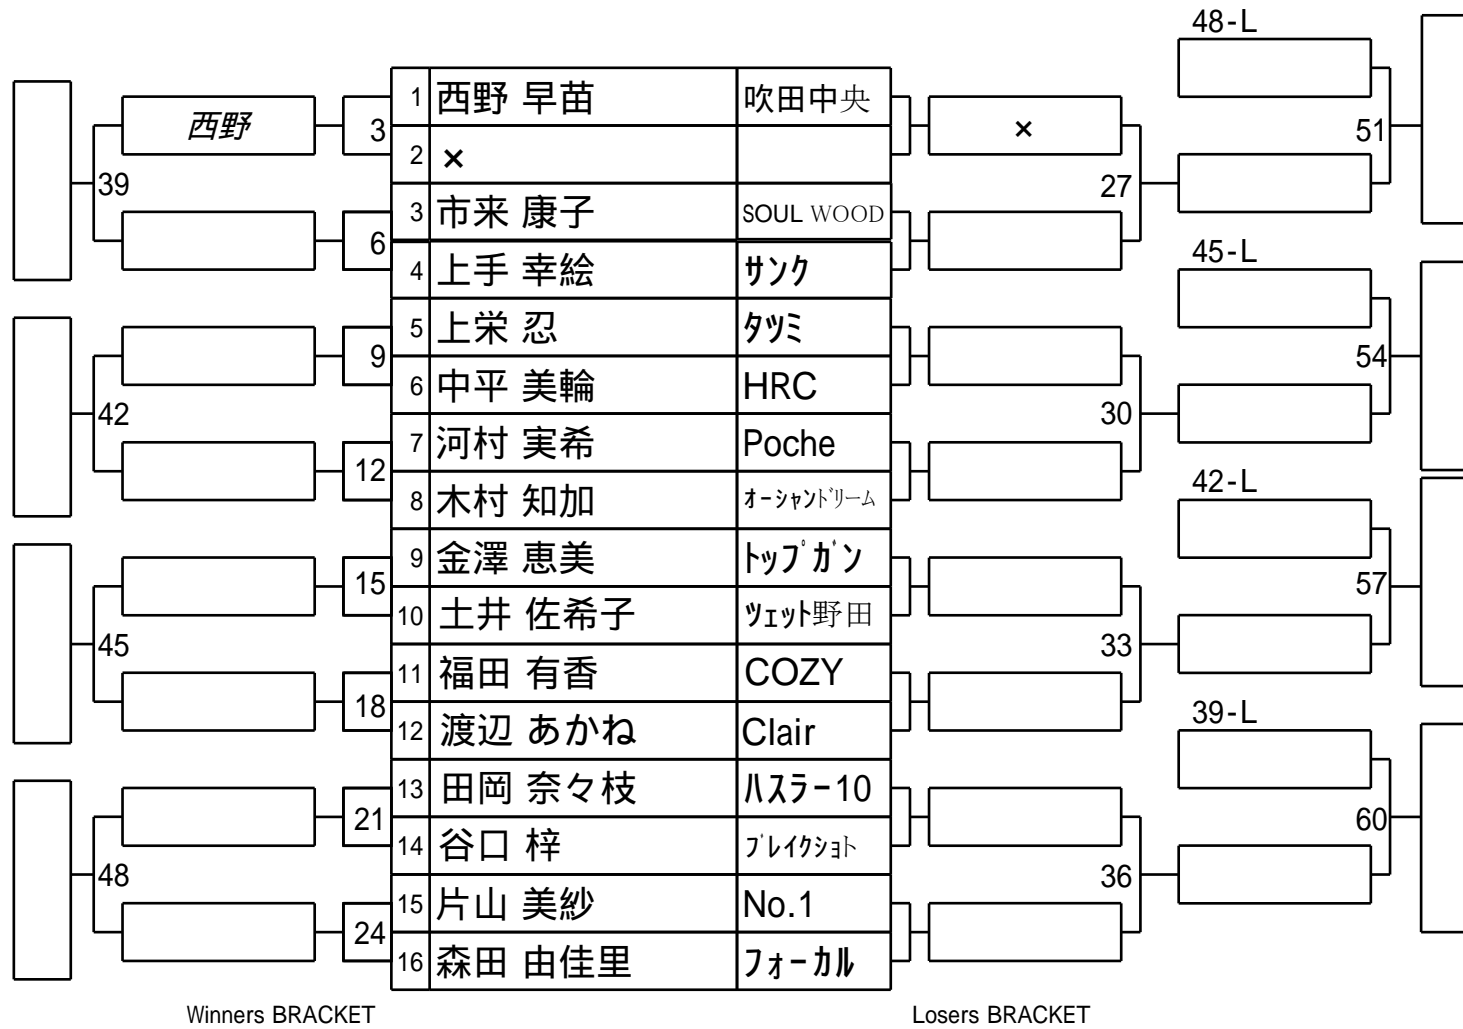 48-L
西野 3 1 西野 早苗 吹田中央 × 51
2 ×
39 27
6 3 市来 康子 SOUL WOOD
4 上手 幸絵 サンク 45-L
9 5 上栄 忍 タツミ 54
6 中平 美輪 HRC
42 30
12 7 河村 実希 Poche
8 木村 知加 オーシャンドリーム 42-L
15 9 金澤 恵美 トップガン 57
10 土井 佐希子 ツェット野田
45 33
18 11 福田 有香 COZY
12 渡辺 あかね Clair 39-L
21 13 田岡 奈々枝 ハスラー10 60
14 谷口 梓 ブレイクショト
48 36
24 15 片山 美紗 No.1
16 森田 由佳里 フォーカル
Winners BRACKET Losers BRACKET